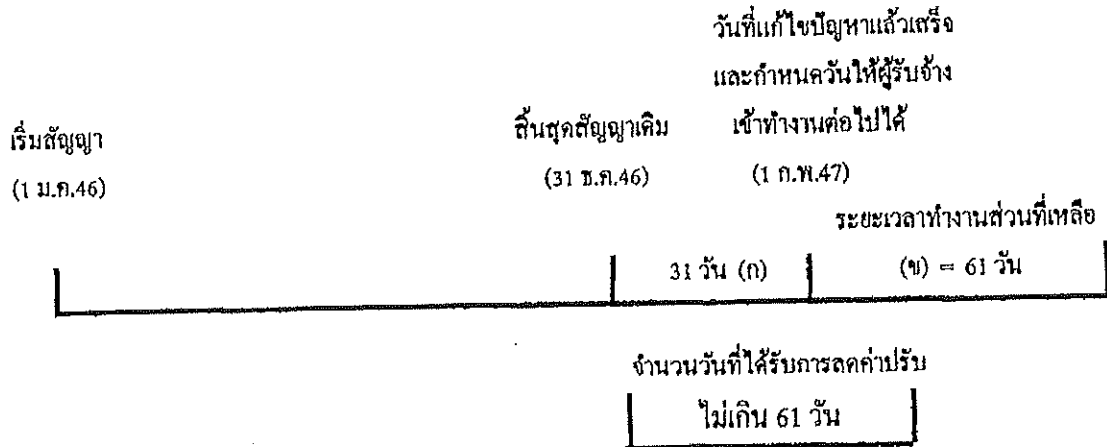 วันที่แก้ไขปัญหาแล้วเสร็จ
และกำหนดวันให้ผู้รับจ้าง
เริ่มสัญญา สิ้นสุดสัญญาเดิม เข้าทำงานต่อไปได้
(1 ม.ค.46) (31 ธ.ค.46) (1 ก.พ.47)
ระยะเวลาทำงานส่วนที่เหลือ
31 วัน (ก) (ข) = 61 วัน
จำนวนวันที่ได้รับการลดค่าปรับ
ไม่เกิน 61 วัน